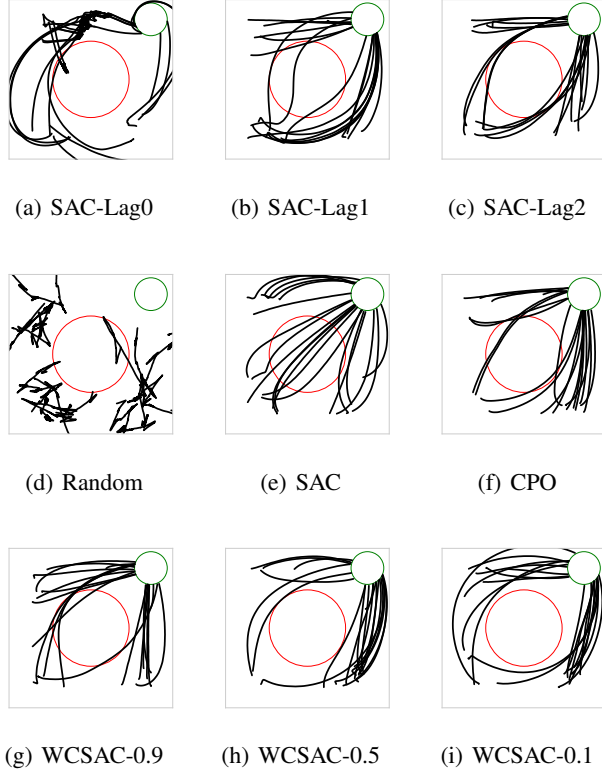 (a) SAC-Lag0 (b) SAC-Lag1 (c) SAC-Lag2
(d) Random (e) SAC (f) CPO
(g) WCSAC-0.9 (h) WCSAC-0.5 (i) WCSAC-0.1